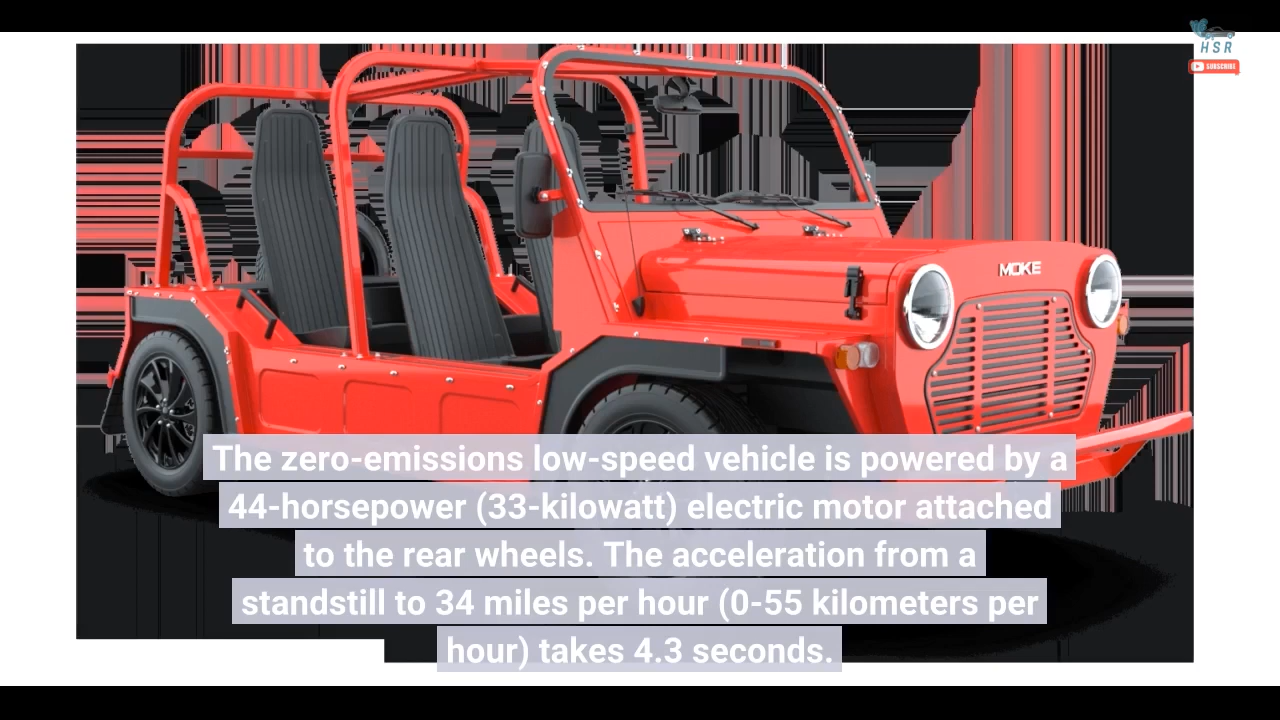 HSR
SUBSCRIBE
MOKE
The zero-emissions low-speed vehicle is powered by a
44-horsepower (33-kilowatt) electric motor attached
to the rear wheels. The acceleration from a
standstill to 34 miles per hour (0-55 kilometers per
hour) takes 4.3 seconds.